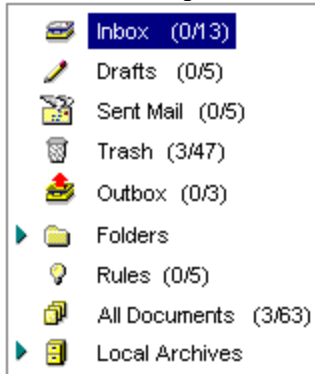 Inbox (0/13)
Drafts (0/5)
Sent Mail (0/5)
Trash (3/47)
Outbox (0/3)
Folders
Rules (0/5)
All Documents (3/63)
Local Archives